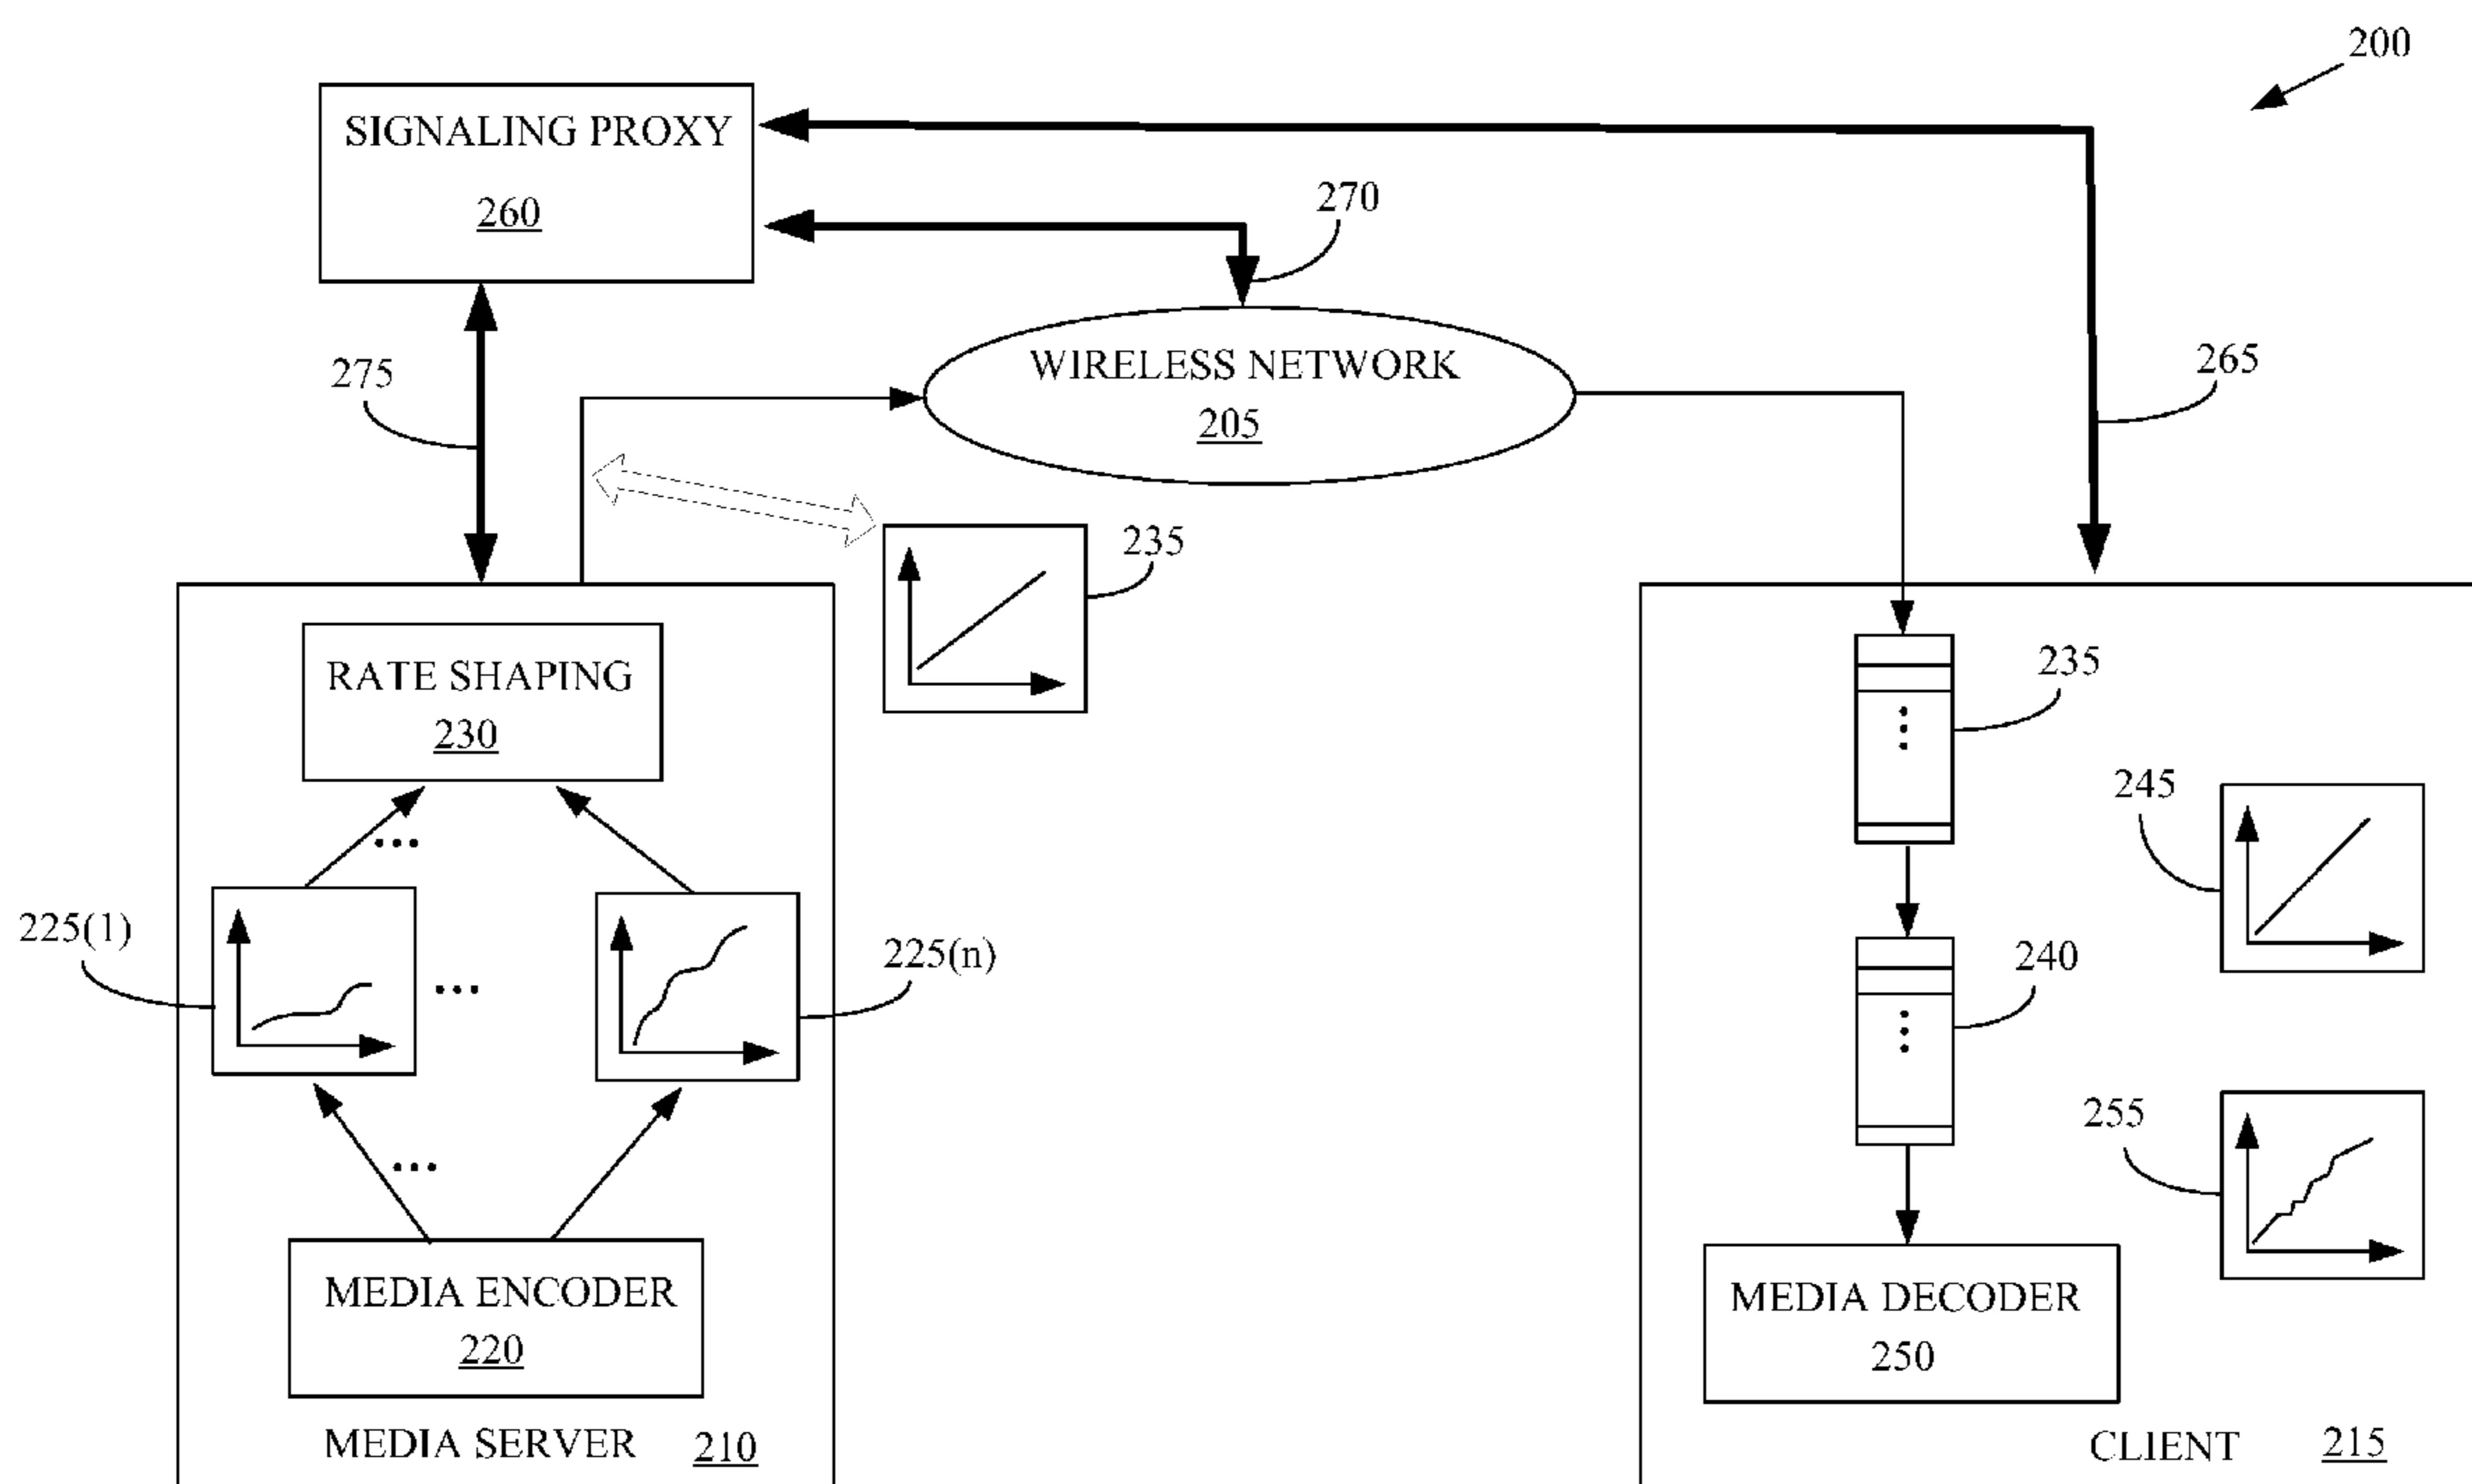 200
SIGNALING PROXY
260
270
WIRELESS NETWORK
205
275
265
235
RATE SHAPING
230
235
245
225(1)
...
225(n)
240
255
MEDIA ENCODER
220
MEDIA DECODER
250
MEDIA SERVER 210
CLIENT 215